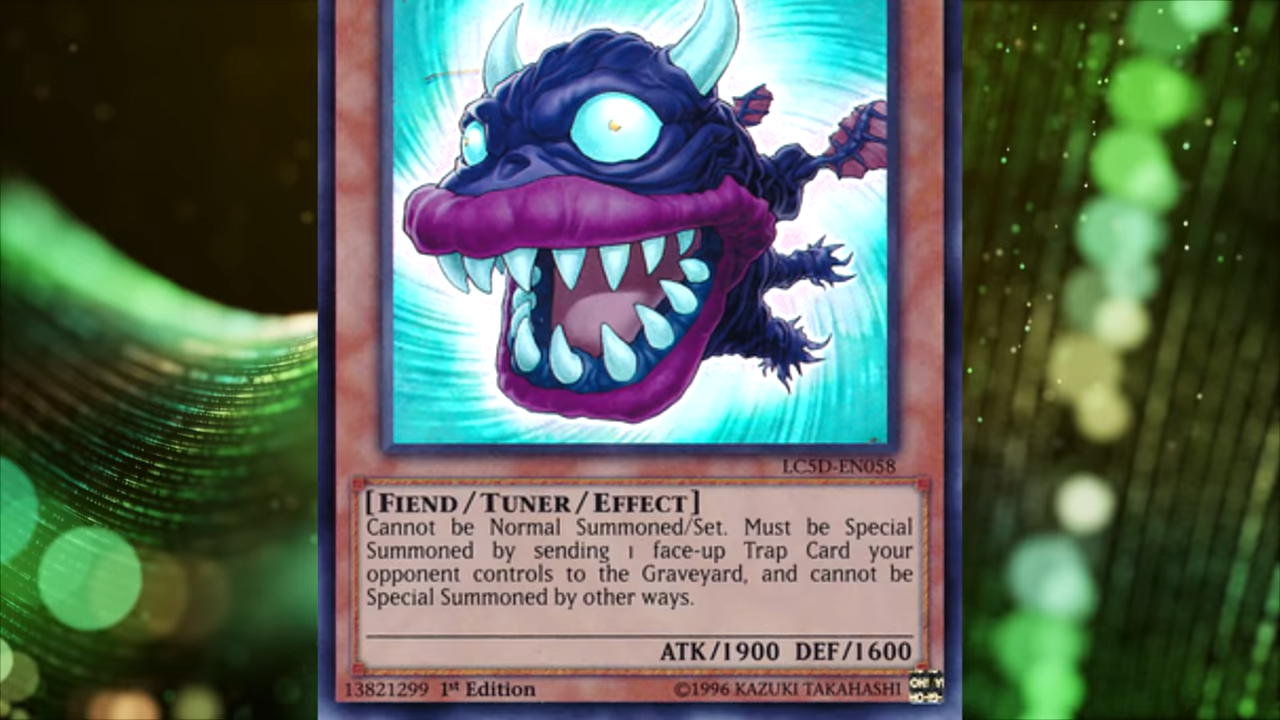 LC5D-EN058
[FIEND/TUNER/EFFECT]
Cannot be Normal Summoned/Set. Must be Special
Summoned by sending 1 face-up Trap Card your
opponent controls to the Graveyard, and cannot be
Special Summoned by other ways.
ATK/1900 DEF/1600
13821299 1st Edition ©1996 KAZUKI TAKAHASHI